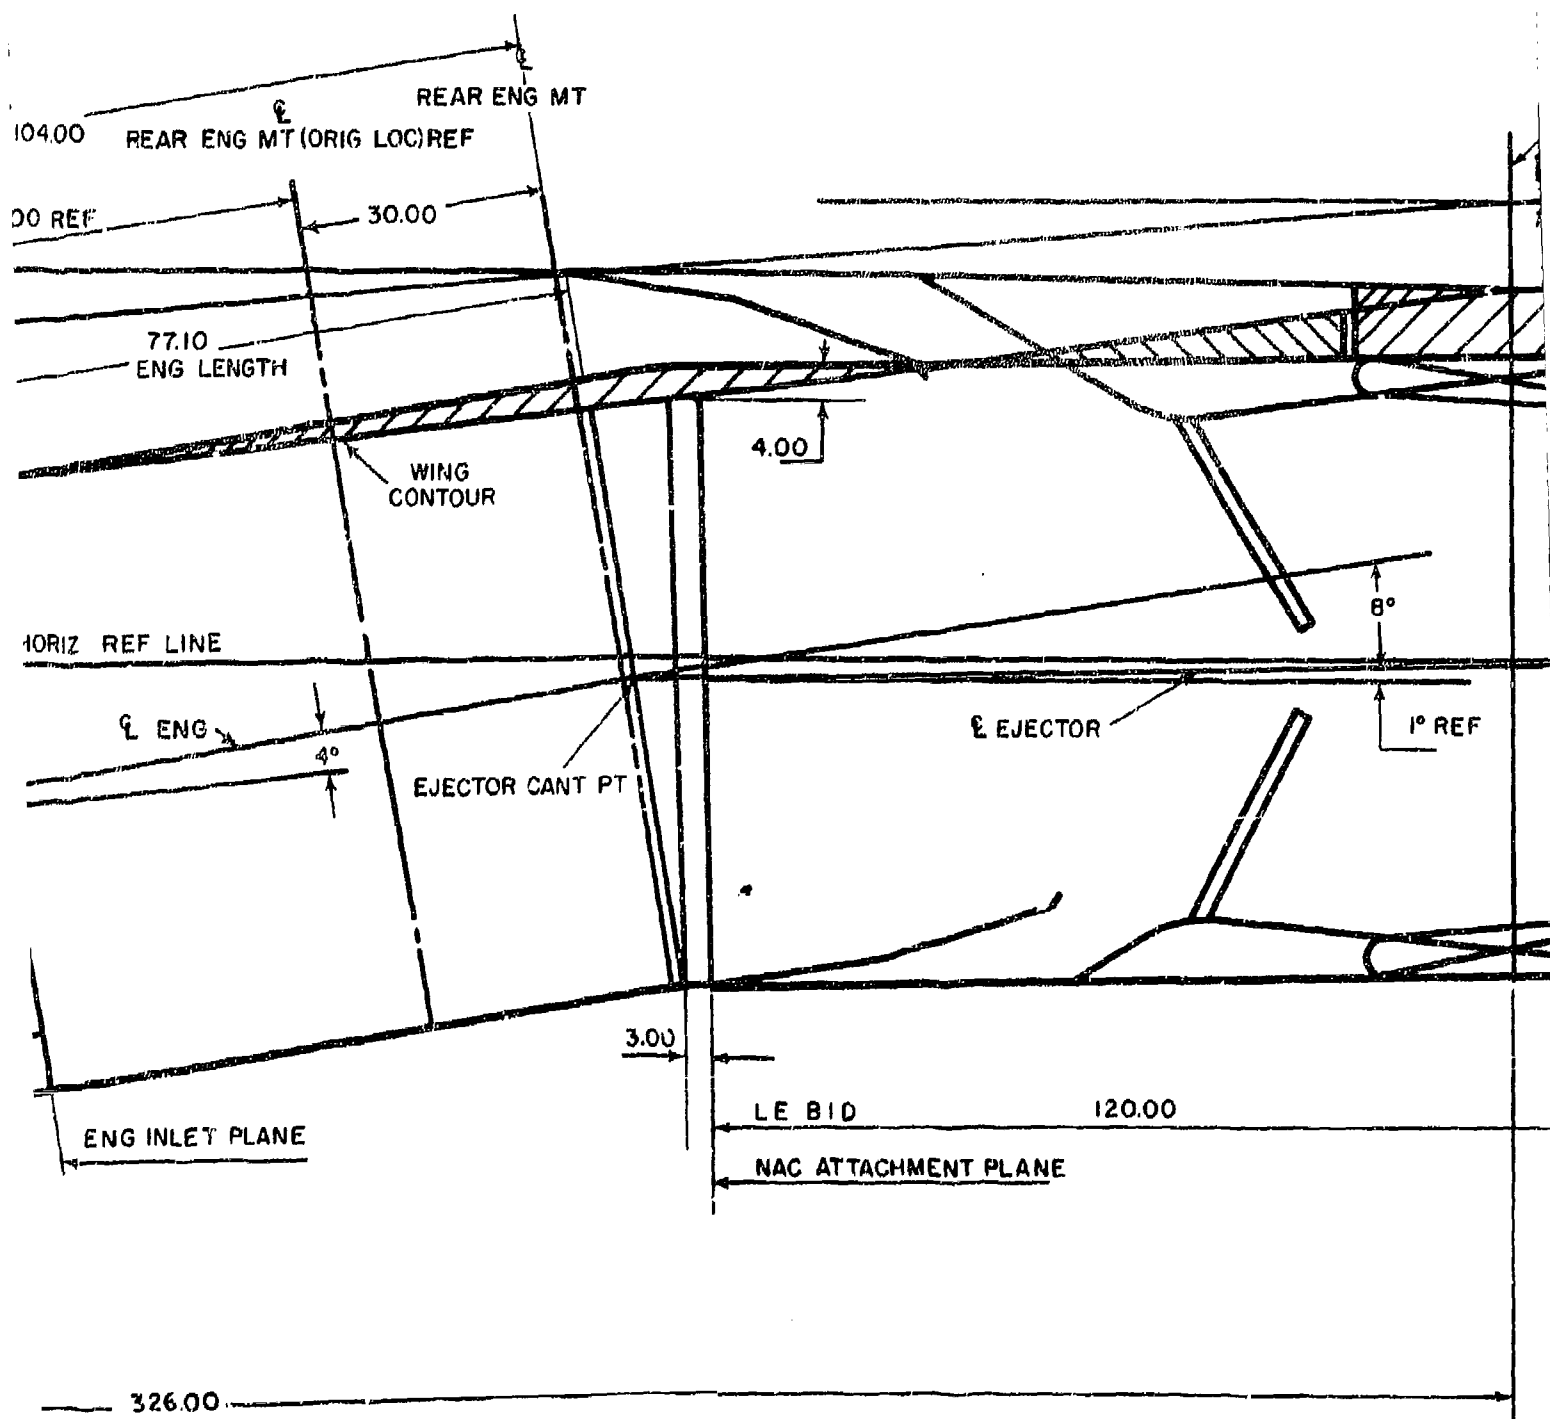 ℄
REAR ENG MT
104.00
℄
REAR ENG MT (ORIG LOC) REF
00 REF
30.00
77.10
ENG LENGTH
4.00
WING
CONTOUR
8°
HORIZ REF LINE
℄ ENG
4°
℄ EJECTOR
1° REF
EJECTOR CANT PT
3.00
LE BID
120.00
ENG INLET PLANE
NAC ATTACHMENT PLANE
326.00